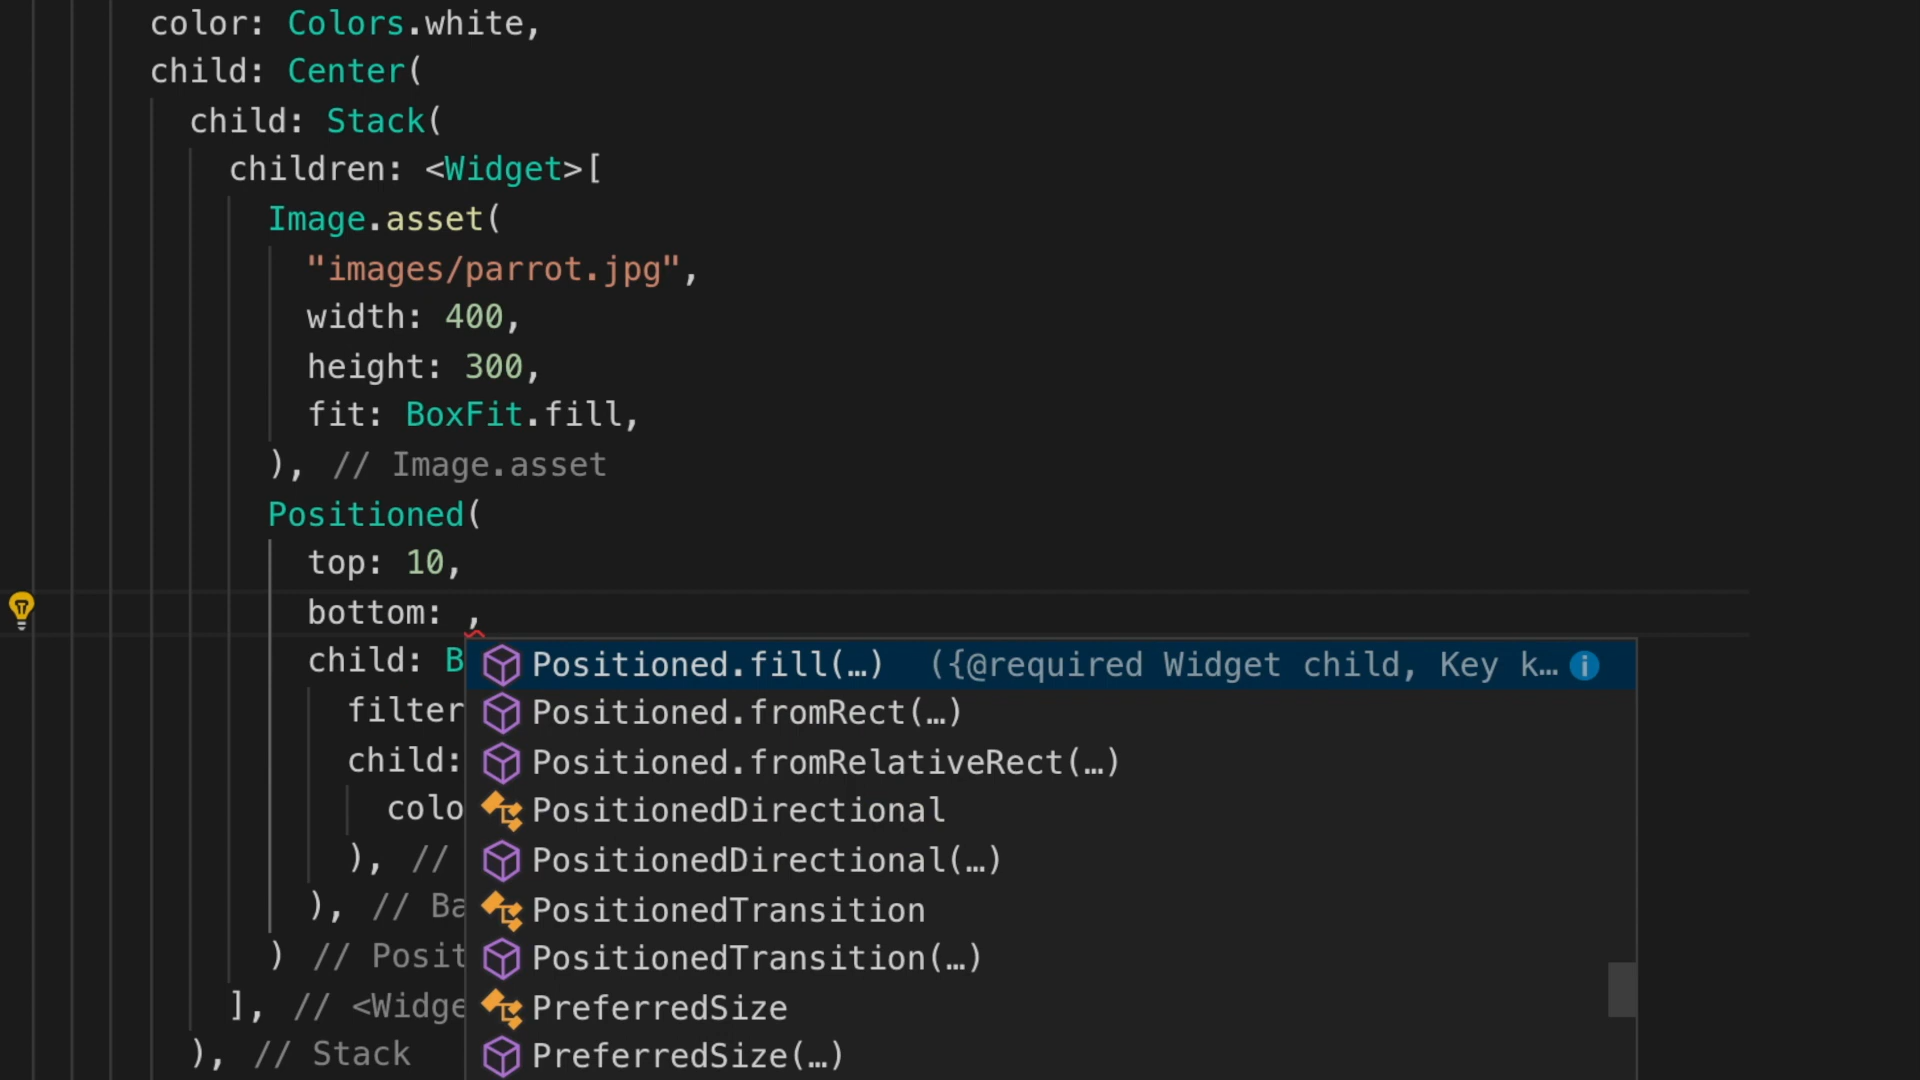 color: Colors.white,
child: Center(
child: Stack(
children: <Widget>[
Image.asset(
"images/parrot.jpg",
width: 400,
height: 300,
fit: BoxFit.fill,
), // Image.asset
Positioned(
top: 10,
bottom: ,
child: B
filter
child:
colo
), //
), // Ba
) // Posit
], // <Widge
), // Stack
Positioned.fill(…) ({@required Widget child, Key k…
Positioned.fromRect(…)
Positioned.fromRelativeRect(…)
PositionedDirectional
PositionedDirectional(…)
PositionedTransition
PositionedTransition(…)
PreferredSize
PreferredSize(…)